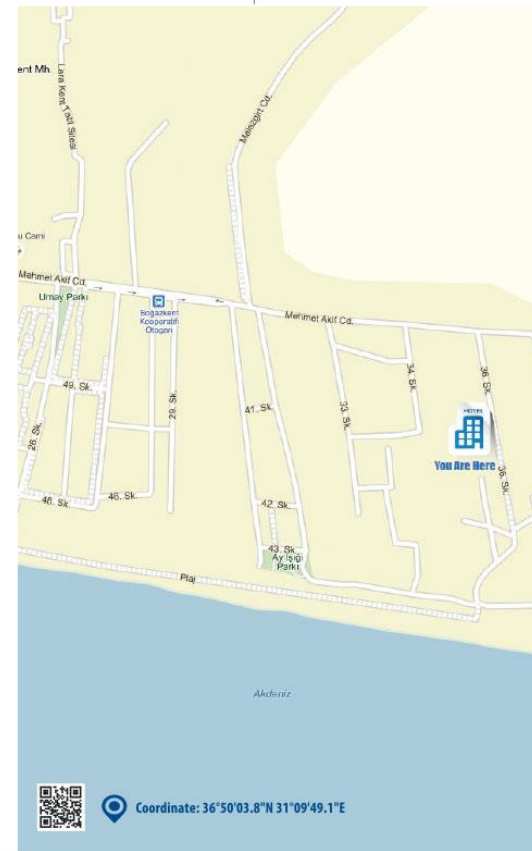 ent Mh.
Lara Kent Tatil Sitesi
Malazgirt Cd.
u Cami
Mehmet Akif Cd.
Umay Parkı
Boğazkent
Kooperatifi
Otogarı
Mehmet Akif Cd.
49. Sk.
29. Sk.
41. Sk.
33. Sk.
34. Sk.
36. Sk.
HOTEL
You Are Here
36. Sk.
26. Sk.
46. Sk.
46. Sk.
42. Sk.
43. Sk.
Ay Işığı
Parkı
Plaj
Akdeniz
Coordinate: 36°50'03.8"N 31°09'49.1"E